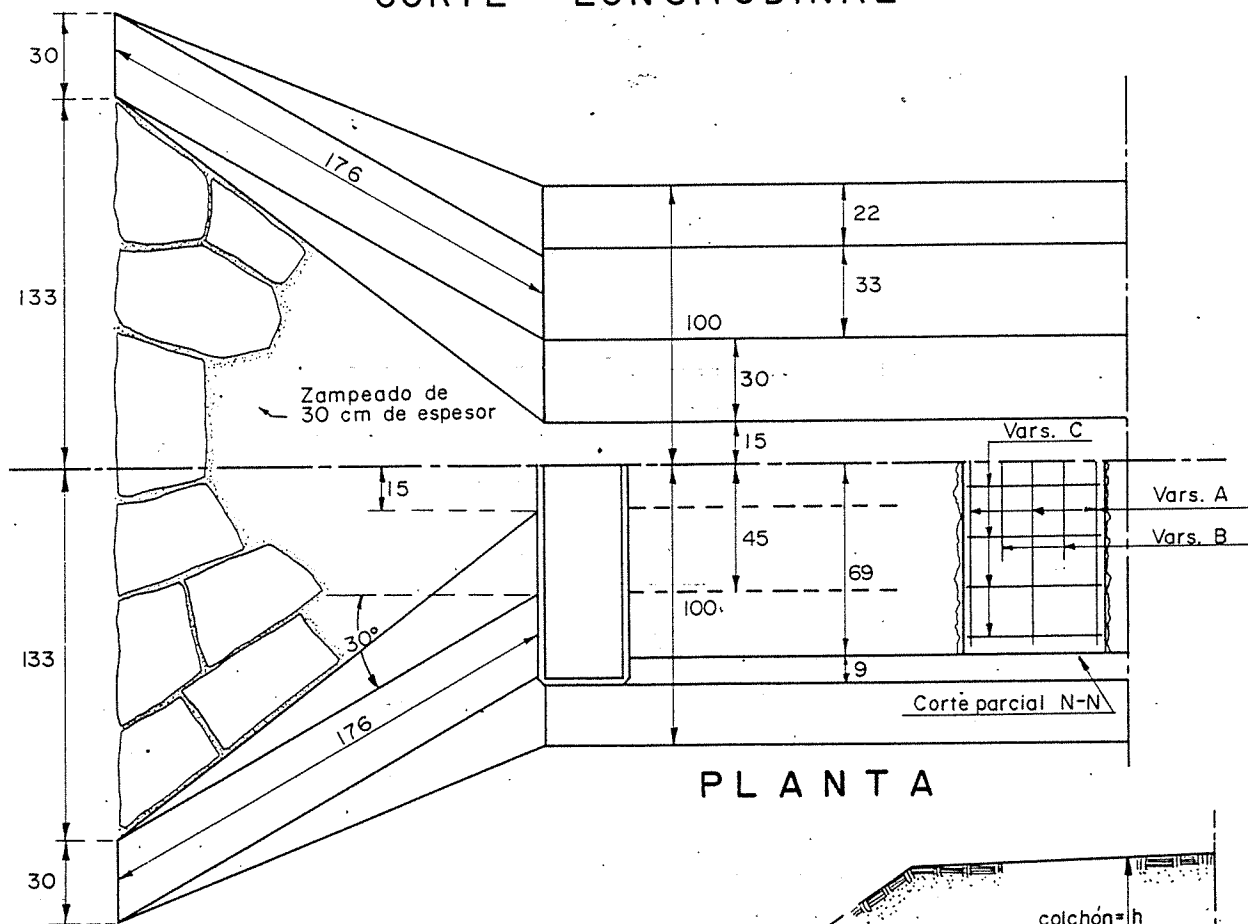 CORTE LONGITUDINAL
30
176
22
133
33
100
30
Zampeado de
30 cm de espesor
15
Vars. C
15
Vars. A
45
Vars. B
69
100
30°
133
9
Corte parcial N-N
176
PLANTA
30
colchón=h